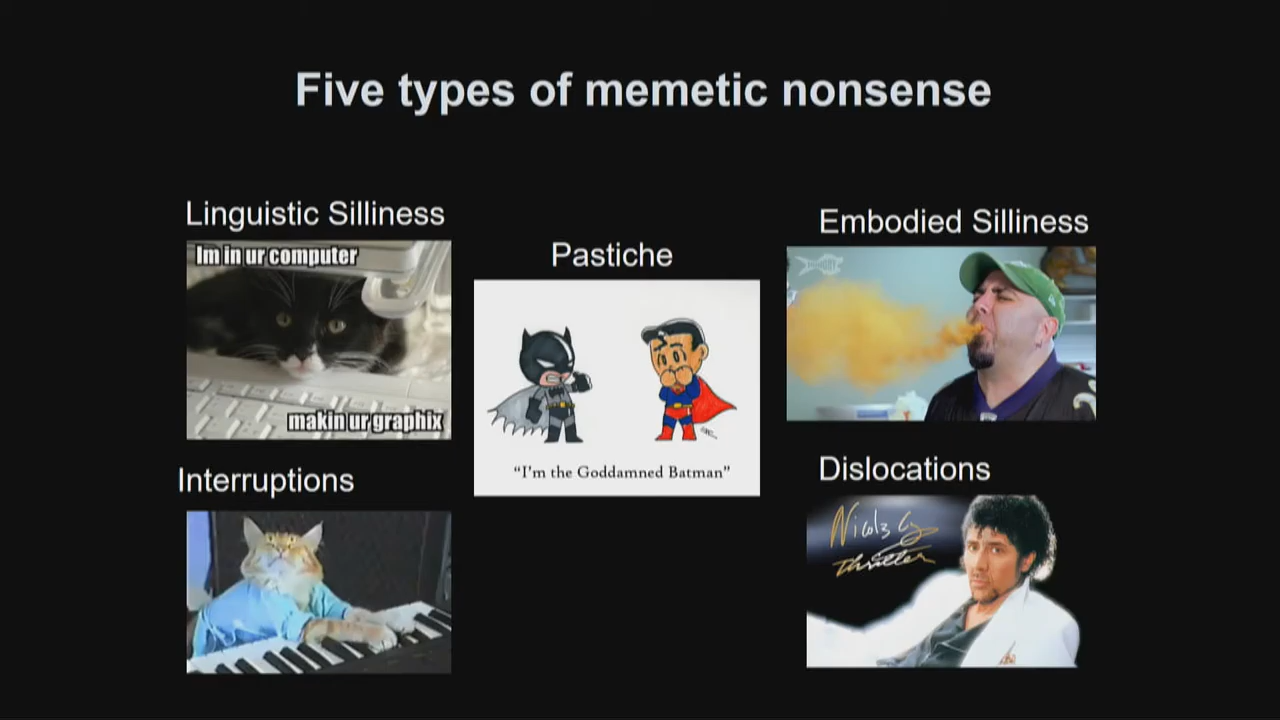 Five types of memetic nonsense
Linguistic Silliness
Im in ur computer
makin ur graphix
Pastiche
"I'm the Goddamned Batman"
Embodied Silliness
Interruptions
Dislocations
Thriller